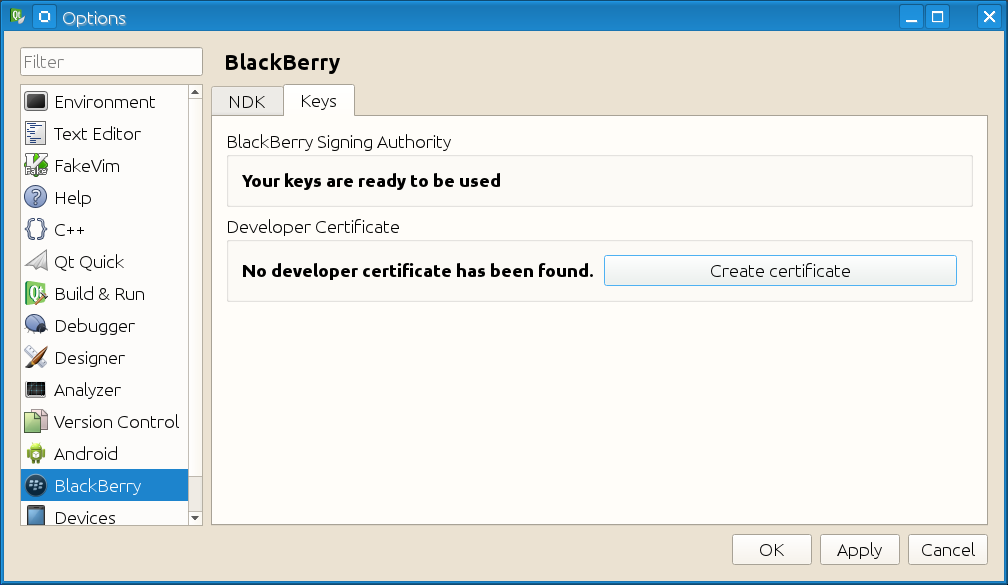 Options
Filter
BlackBerry
Environment
Text Editor
FakeVim
Help
C++
Qt Quick
Build & Run
Debugger
Designer
Analyzer
Version Control
Android
BlackBerry
Devices
NDK
Keys
BlackBerry Signing Authority
Your keys are ready to be used
Developer Certificate
No developer certificate has been found.
Create certificate
OK
Apply
Cancel